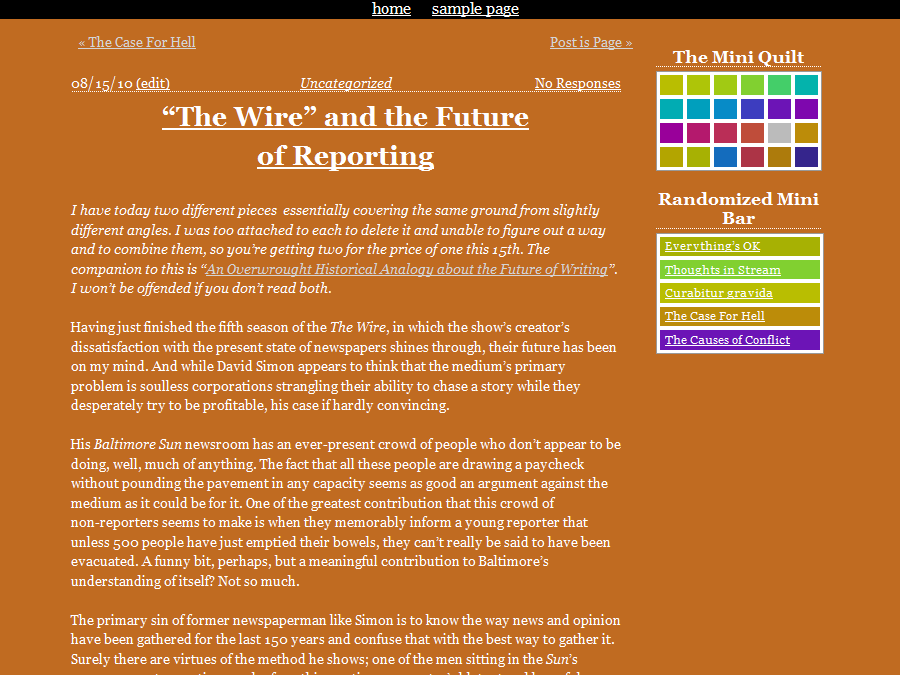 home sample page
« The Case For Hell Post is Page »
08/15/10 (edit) Uncategorized No Responses
“The Wire” and the Future
of Reporting
I have today two different pieces essentially covering the same ground from slightly
different angles. I was too attached to each to delete it and unable to figure out a way
and to combine them, so you’re getting two for the price of one this 15th. The
companion to this is “An Overwrought Historical Analogy about the Future of Writing”.
I won’t be offended if you don’t read both.
Having just finished the fifth season of the The Wire, in which the show’s creator’s
dissatisfaction with the present state of newspapers shines through, their future has been
on my mind. And while David Simon appears to think that the medium’s primary
problem is soulless corporations strangling their ability to chase a story while they
desperately try to be profitable, his case if hardly convincing.
His Baltimore Sun newsroom has an ever-present crowd of people who don’t appear to be
doing, well, much of anything. The fact that all these people are drawing a paycheck
without pounding the pavement in any capacity seems as good an argument against the
medium as it could be for it. One of the greatest contribution that this crowd of
non-reporters seems to make is when they memorably inform a young reporter that
unless 500 people have just emptied their bowels, they can’t really be said to have been
evacuated. A funny bit, perhaps, but a meaningful contribution to Baltimore’s
understanding of itself? Not so much.
The primary sin of former newspaperman like Simon is to know the way news and opinion
have been gathered for the last 150 years and confuse that with the best way to gather it.
Surely there are virtues of the method he shows; one of the men sitting in the Sun’s
The Mini Quilt
Randomized Mini
Bar
Everything’s OK
Thoughts in Stream
Curabitur gravida
The Case For Hell
The Causes of Conflict